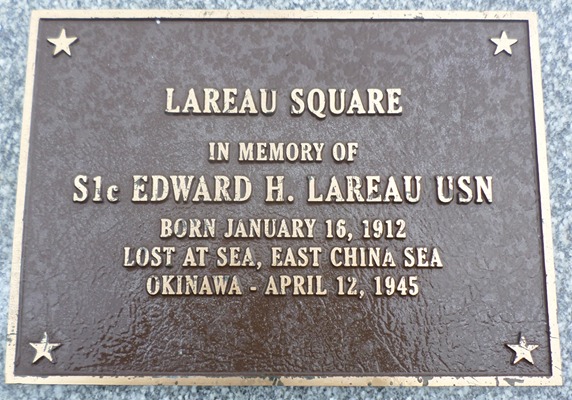 LAREAU SQUARE
IN MEMORY OF
S1c EDWARD H. LAREAU USN
BORN JANUARY 16, 1912
LOST AT SEA, EAST CHINA SEA
OKINAWA - APRIL 12, 1945